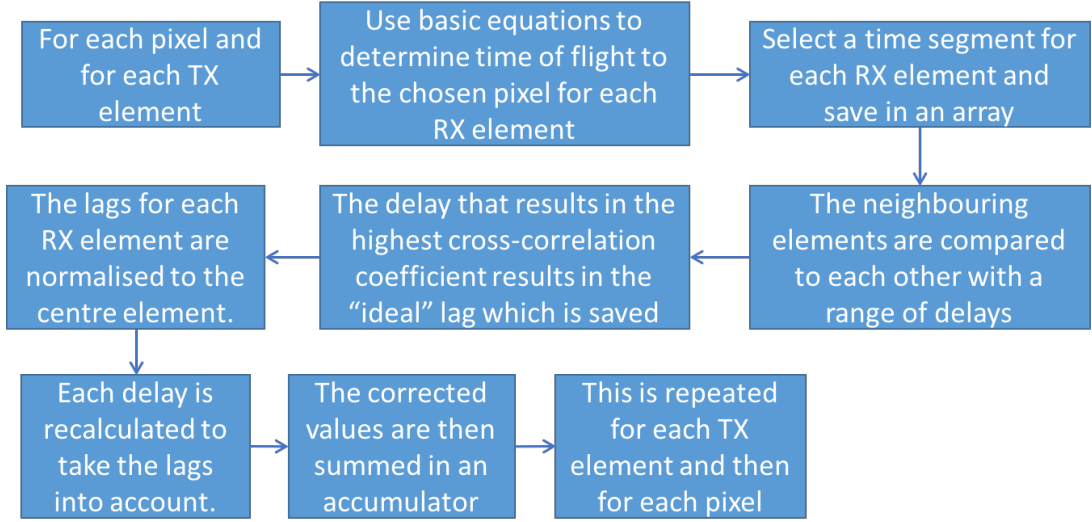 For each pixel and
for each TX
element
Use basic equations to
determine time of flight to
the chosen pixel for each
RX element
Select a time segment for
each RX element and
save in an array
The neighbouring
elements are compared
to each other with a
range of delays
The delay that results in the
highest cross-correlation
coefficient results in the
“ideal” lag which is saved
The lags for each
RX element are
normalised to the
centre element.
Each delay is
recalculated to
take the lags
into account.
The corrected
values are then
summed in an
accumulator
This is repeated
for each TX
element and then
for each pixel